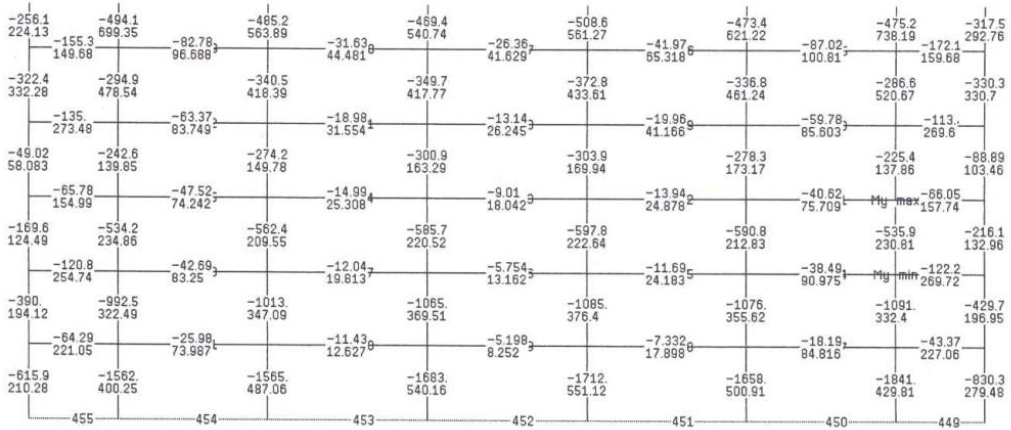 -256.1 -494.1 -485.2 -469.4 -508.6 -473.4 -475.2 -317.5
224.13 699.35 563.89 540.74 561.27 621.22 738.19 292.76
-155.3 -82.78 -31.63 -26.36 -41.97 -87.02 -172.1
149.68 96.688 44.481 41.629 65.318 100.81 159.68
-322.4 -294.9 -340.5 -349.7 -372.8 -336.8 -286.6 -330.3
332.28 478.54 418.39 417.77 433.61 461.24 520.67 330.7
-135. -63.37 -18.98 -13.14 -19.96 -59.78 -113.
273.48 83.749 31.554 26.245 41.166 85.603 269.6
-49.02 -242.6 -274.2 -300.9 -303.9 -278.3 -225.4 -88.89
58.083 139.85 149.78 163.29 169.94 173.17 137.86 103.46
-65.78 -47.52 -14.99 -9.01 -13.94 -40.62 My max -66.05
154.99 74.242 25.308 18.042 24.878 75.709 157.74
-169.6 -534.2 -562.4 -585.7 -597.8 -590.8 -535.9 -216.1
124.49 234.86 209.55 220.52 222.64 212.83 230.81 132.96
-120.8 -42.69 -12.04 -5.754 -11.69 -38.49 My min -122.2
254.74 83.25 19.813 13.162 24.183 90.975 269.72
-390. -992.5 -1013. -1065. -1085. -1076. -1091. -429.7
194.12 322.49 347.09 369.51 376.4 355.62 332.4 196.95
-64.29 -25.98 -11.43 -5.198 -7.332 -18.19 -43.37
221.05 73.987 12.627 8.252 17.898 84.816 227.06
-615.9 -1562. -1565. -1683. -1712. -1658. -1841. -830.3
210.28 400.25 487.06 540.16 551.12 500.91 429.81 279.48
455 454 453 452 451 450 449